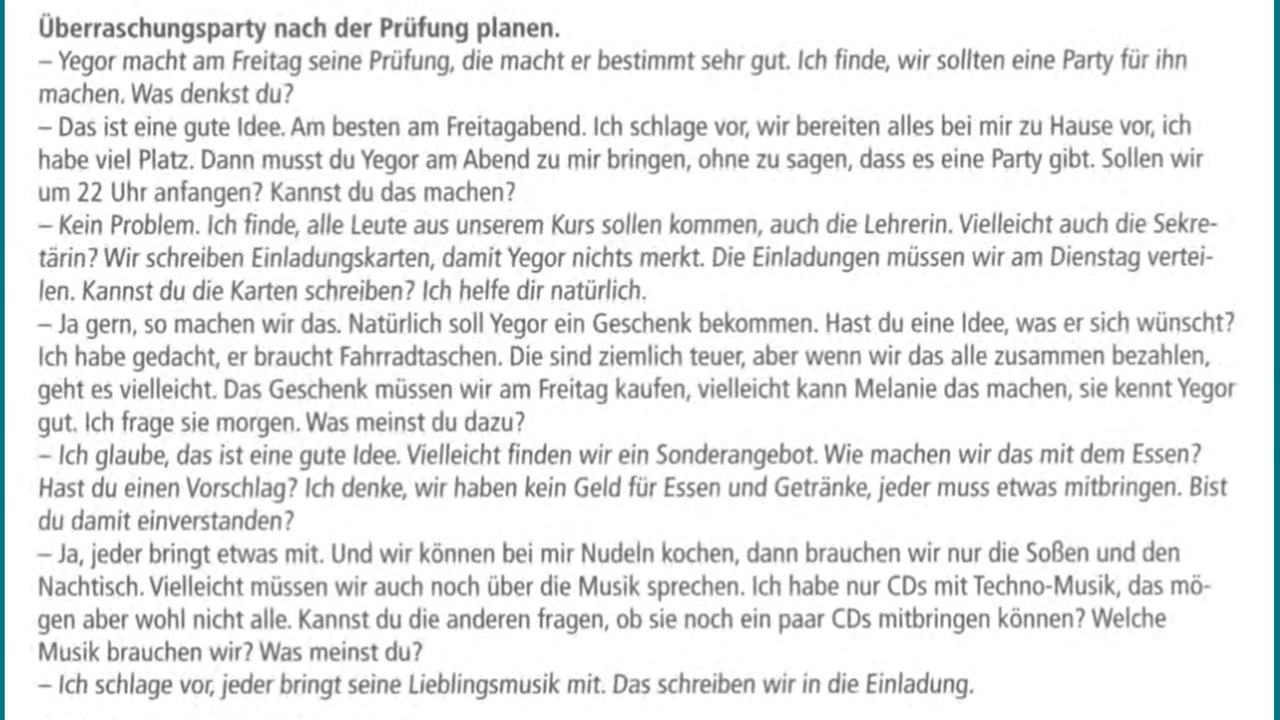 Überraschungsparty nach der Prüfung planen.
– Yegor macht am Freitag seine Prüfung, die macht er bestimmt sehr gut. Ich finde, wir sollten eine Party für ihn
machen. Was denkst du?
– Das ist eine gute Idee. Am besten am Freitagabend. Ich schlage vor, wir bereiten alles bei mir zu Hause vor, ich
habe viel Platz. Dann musst du Yegor am Abend zu mir bringen, ohne zu sagen, dass es eine Party gibt. Sollen wir
um 22 Uhr anfangen? Kannst du das machen?
– Kein Problem. Ich finde, alle Leute aus unserem Kurs sollen kommen, auch die Lehrerin. Vielleicht auch die Sekre-
tärin? Wir schreiben Einladungskarten, damit Yegor nichts merkt. Die Einladungen müssen wir am Dienstag vertei-
len. Kannst du die Karten schreiben? Ich helfe dir natürlich.
– Ja gern, so machen wir das. Natürlich soll Yegor ein Geschenk bekommen. Hast du eine Idee, was er sich wünscht?
Ich habe gedacht, er braucht Fahrradtaschen. Die sind ziemlich teuer, aber wenn wir das alle zusammen bezahlen,
geht es vielleicht. Das Geschenk müssen wir am Freitag kaufen, vielleicht kann Melanie das machen, sie kennt Yegor
gut. Ich frage sie morgen. Was meinst du dazu?
– Ich glaube, das ist eine gute Idee. Vielleicht finden wir ein Sonderangebot. Wie machen wir das mit dem Essen?
Hast du einen Vorschlag? Ich denke, wir haben kein Geld für Essen und Getränke, jeder muss etwas mitbringen. Bist
du damit einverstanden?
– Ja, jeder bringt etwas mit. Und wir können bei mir Nudeln kochen, dann brauchen wir nur die Soßen und den
Nachtisch. Vielleicht müssen wir auch noch über die Musik sprechen. Ich habe nur CDs mit Techno-Musik, das mö-
gen aber wohl nicht alle. Kannst du die anderen fragen, ob sie noch ein paar CDs mitbringen können? Welche
Musik brauchen wir? Was meinst du?
– Ich schlage vor, jeder bringt seine Lieblingsmusik mit. Das schreiben wir in die Einladung.